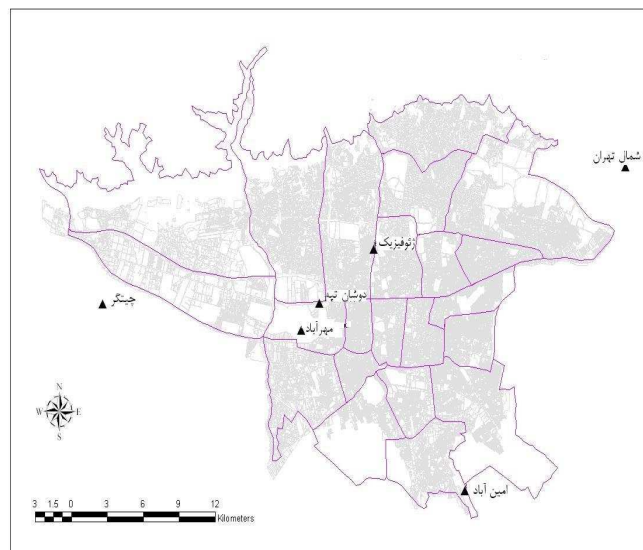 شمال تهران
ژئوفیزیک
دوشان تپه
چیتگر
مهرآباد
N
W E
S
امین آباد
3 1.5 0 3 6 9 12
Kilometers